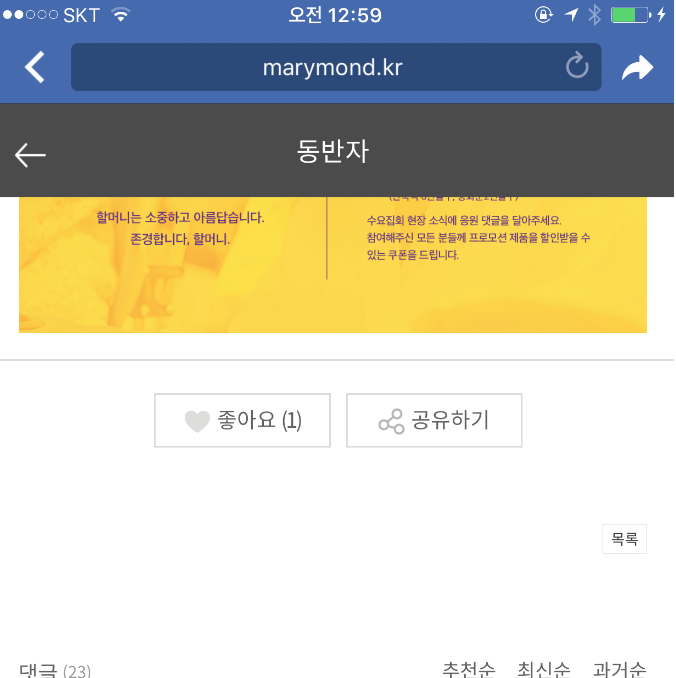 SKT 오전 12:59
marymond.kr
동반자
할머니는 소중하고 아름답습니다.
존경합니다, 할머니.
수요집회 현장 소식에 응원 댓글을 달아주세요.
참여해주신 모든 분들께 프로모션 제품을 할인받을 수
있는 쿠폰을 드립니다.
좋아요 (1) 공유하기
목록
댓글 (23) 추천순 최신순 과거순